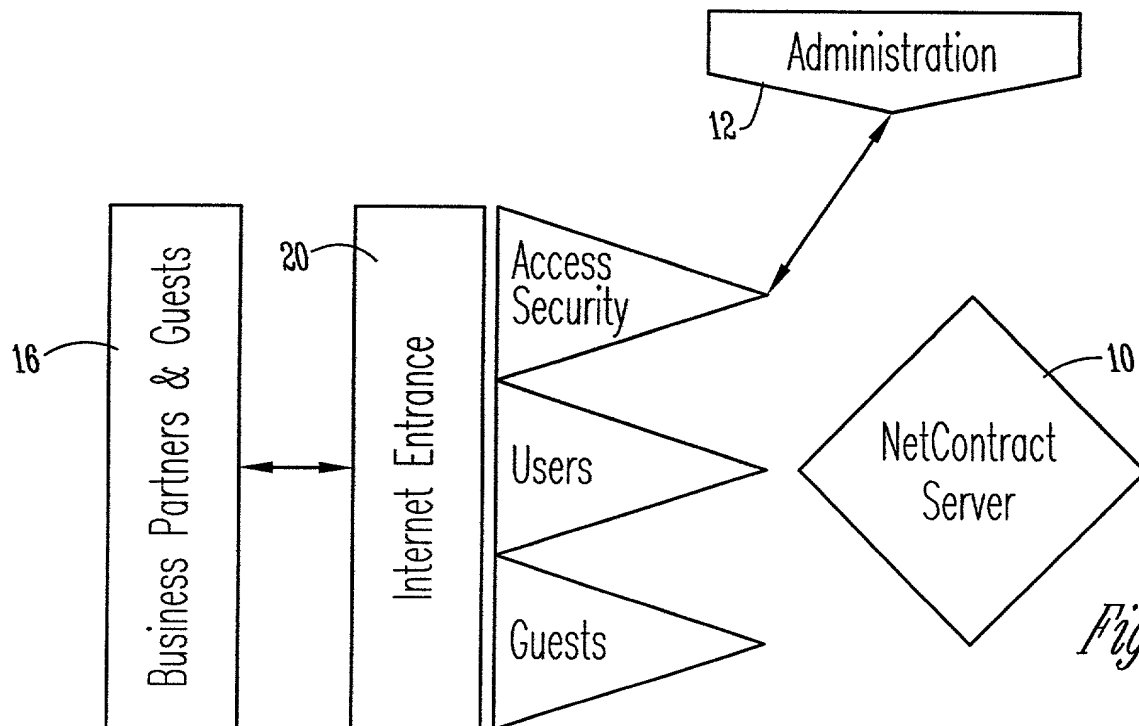 Administration
12
20
Access
Security
16
Business Partners & Guests
Internet Entrance
10
Users
NetContract
Server
Guests
Fig